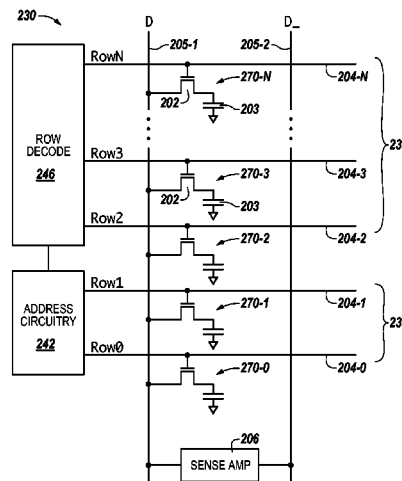 230
D
D_
205-1
205-2
RowN
270-N
204-N
202
203
23
ROW
DECODE
246
Row3
270-3
204-3
202
203
Row2
270-2
204-2
ADDRESS
CIRCUITRY
242
Row1
270-1
204-1
23
Row0
270-0
204-0
206
SENSE AMP